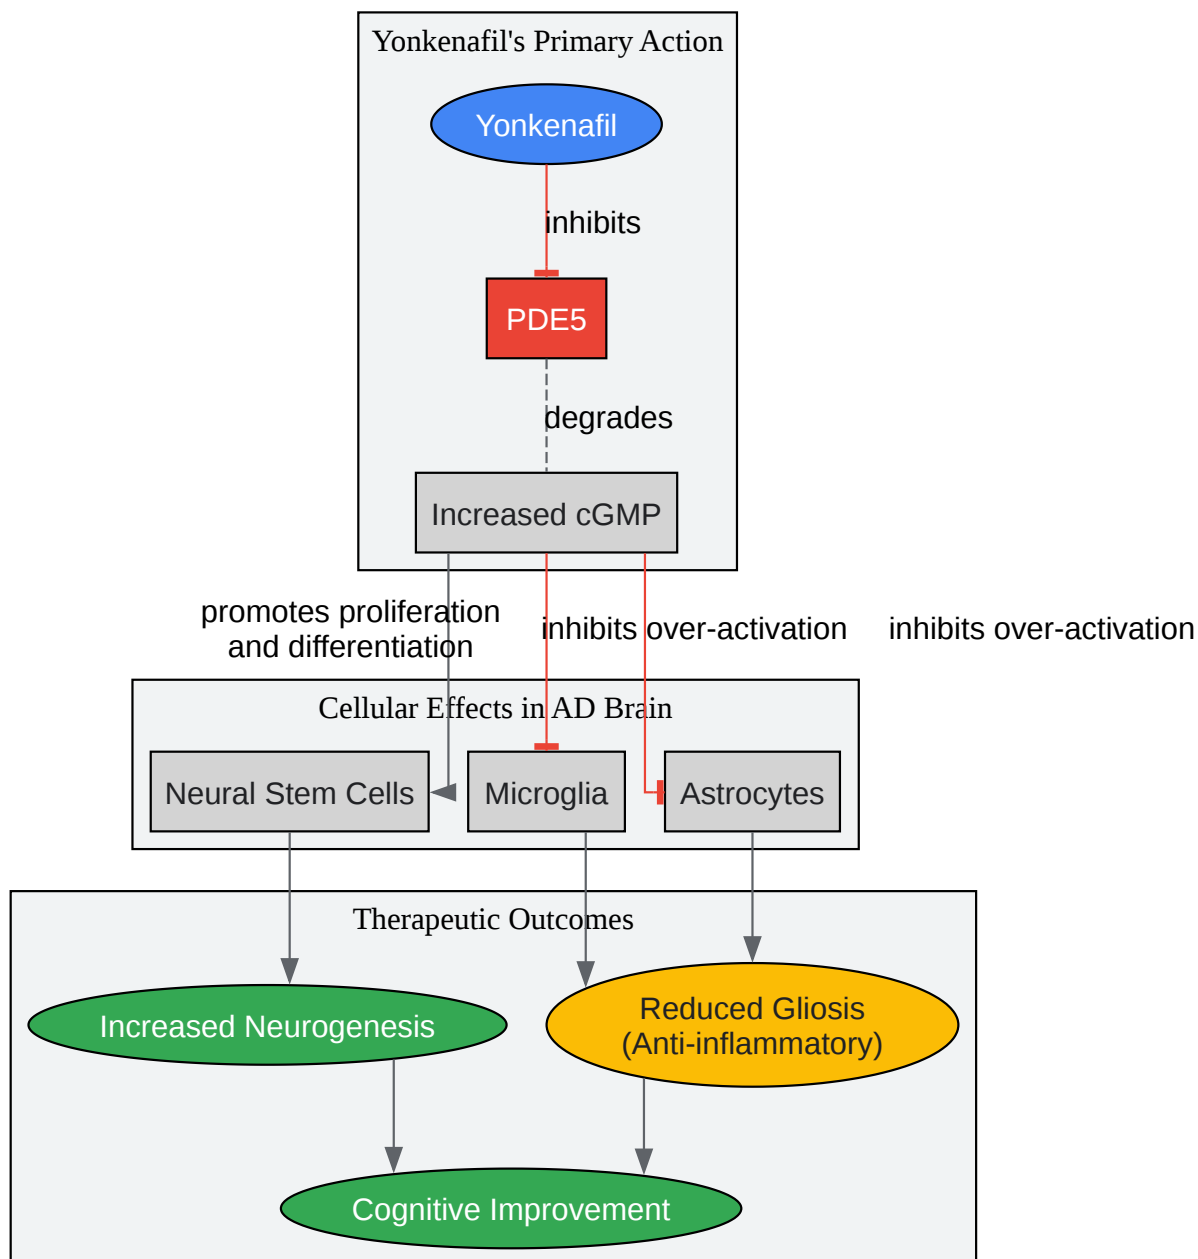 Yonkenafil's Primary Action
Yonkenafil
inhibits
PDE5
degrades
Increased cGMP
promotes proliferation
and differentiation
inhibits over-activation
inhibits over-activation
Cellular Effects in AD Brain
Neural Stem Cells
Microglia
Astrocytes
Therapeutic Outcomes
Increased Neurogenesis
Reduced Gliosis
(Anti-inflammatory)
Cognitive Improvement